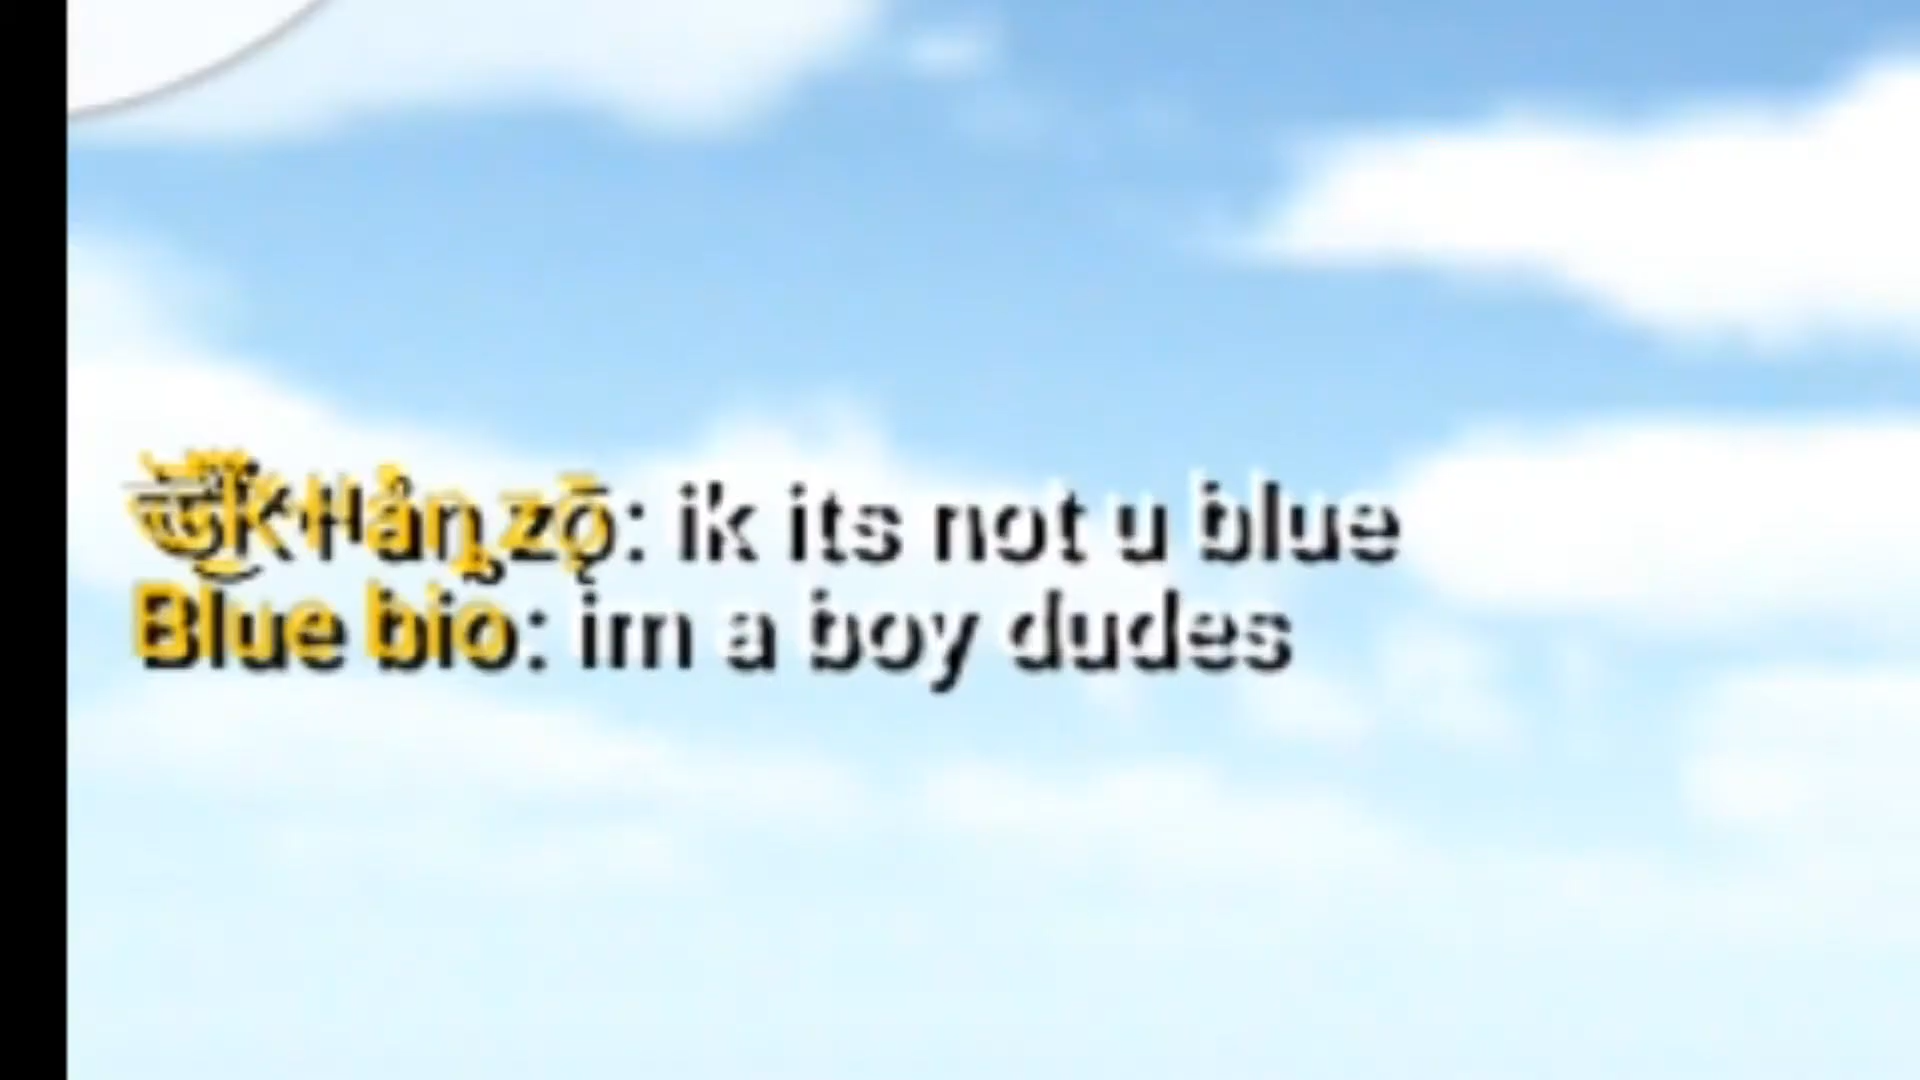 : ik its not u blue
Blue bio: im a boy dudes